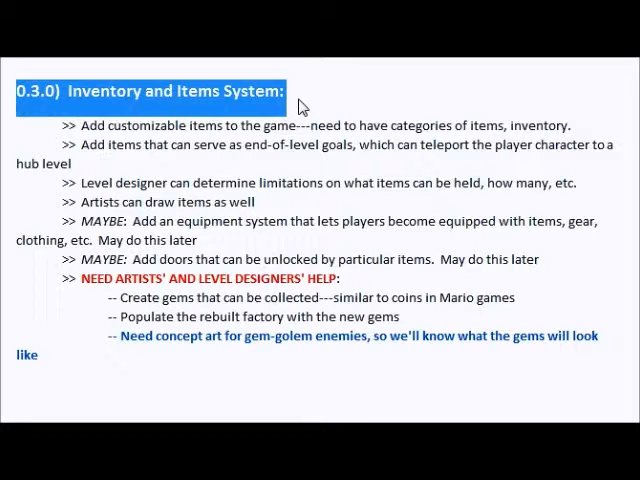 0.3.0)  Inventory and Items System:
>> Add customizable items to the game---need to have categories of items, inventory.
>> Add items that can serve as end-of-level goals, which can teleport the player character to a
hub level
>> Level designer can determine limitations on what items can be held, how many, etc.
>> Artists can draw items as well
>> MAYBE:  Add an equipment system that lets players become equipped with items, gear,
clothing, etc.  May do this later
>> MAYBE:  Add doors that can be unlocked by particular items.  May do this later
>> NEED ARTISTS' AND LEVEL DESIGNERS' HELP:
-- Create gems that can be collected---similar to coins in Mario games
-- Populate the rebuilt factory with the new gems
-- Need concept art for gem-golem enemies, so we'll know what the gems will look
like